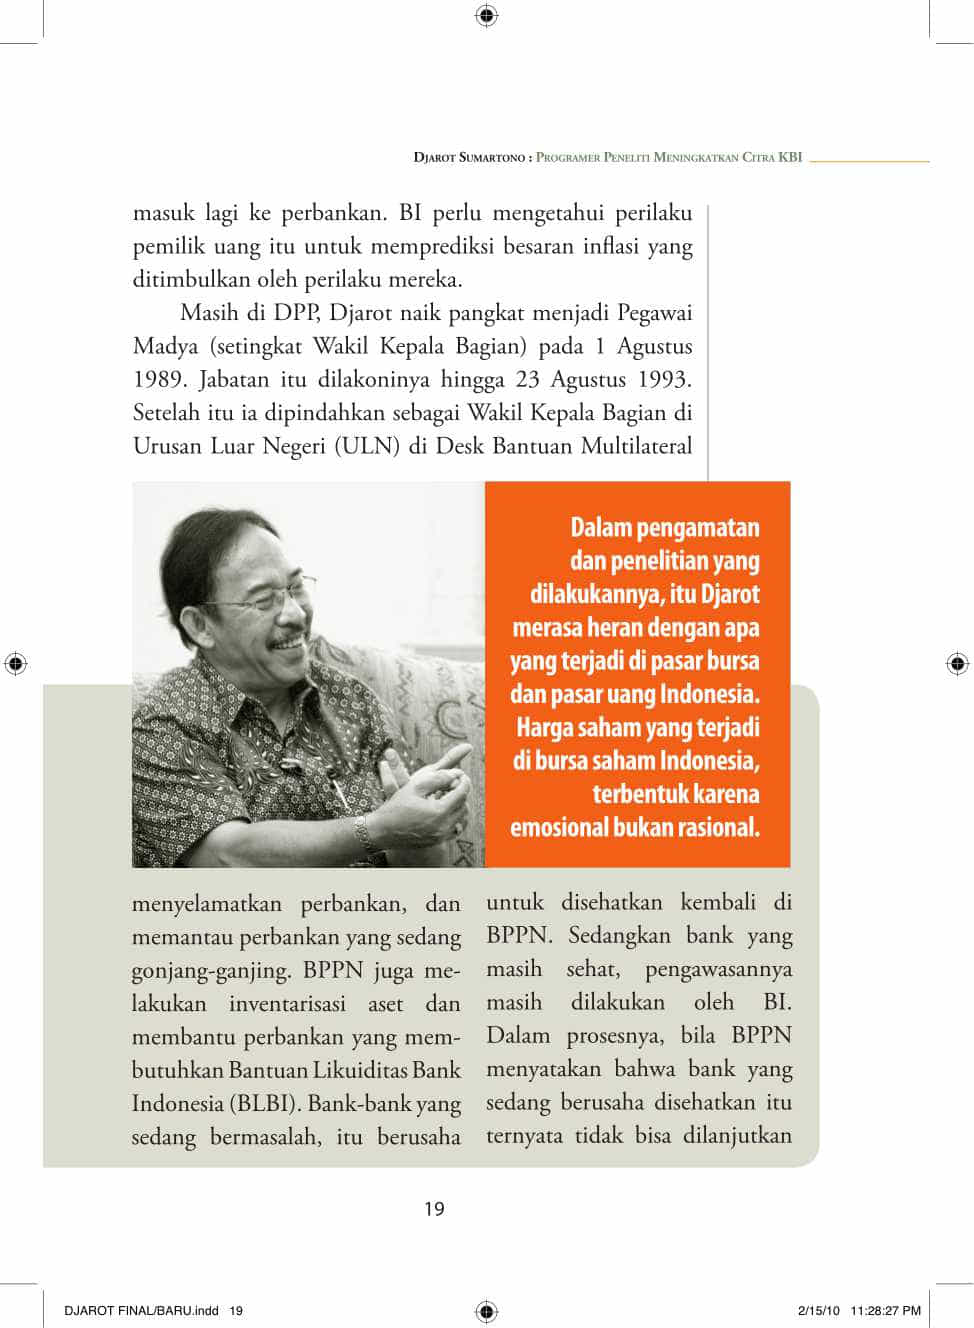 Djarot Sumartono : Programer Peneliti Meningkatkan Citra KBI
masuk lagi ke perbankan. BI perlu mengetahui perilaku
pemilik uang itu untuk memprediksi besaran inflasi yang
ditimbulkan oleh perilaku mereka.
Masih di DPP, Djarot naik pangkat menjadi Pegawai
Madya (setingkat Wakil Kepala Bagian) pada 1 Agustus
1989. Jabatan itu dilakoninya hingga 23 Agustus 1993.
Setelah itu ia dipindahkan sebagai Wakil Kepala Bagian di
Urusan Luar Negeri (ULN) di Desk Bantuan Multilateral
Dalam pengamatan
dan penelitian yang
dilakukannya, itu Djarot
merasa heran dengan apa
yang terjadi di pasar bursa
dan pasar uang Indonesia.
Harga saham yang terjadi
di bursa saham Indonesia,
terbentuk karena
emosional bukan rasional.
menyelamatkan perbankan, dan
memantau perbankan yang sedang
gonjang-ganjing. BPPN juga me-
lakukan inventarisasi aset dan
membantu perbankan yang mem-
butuhkan Bantuan Likuiditas Bank
Indonesia (BLBI). Bank-bank yang
sedang bermasalah, itu berusaha
untuk disehatkan kembali di
BPPN. Sedangkan bank yang
masih sehat, pengawasannya
masih dilakukan oleh BI.
Dalam prosesnya, bila BPPN
menyatakan bahwa bank yang
sedang berusaha disehatkan itu
ternyata tidak bisa dilanjutkan
19
DJAROT FINAL/BARU.indd 19
2/15/10 11:28:27 PM